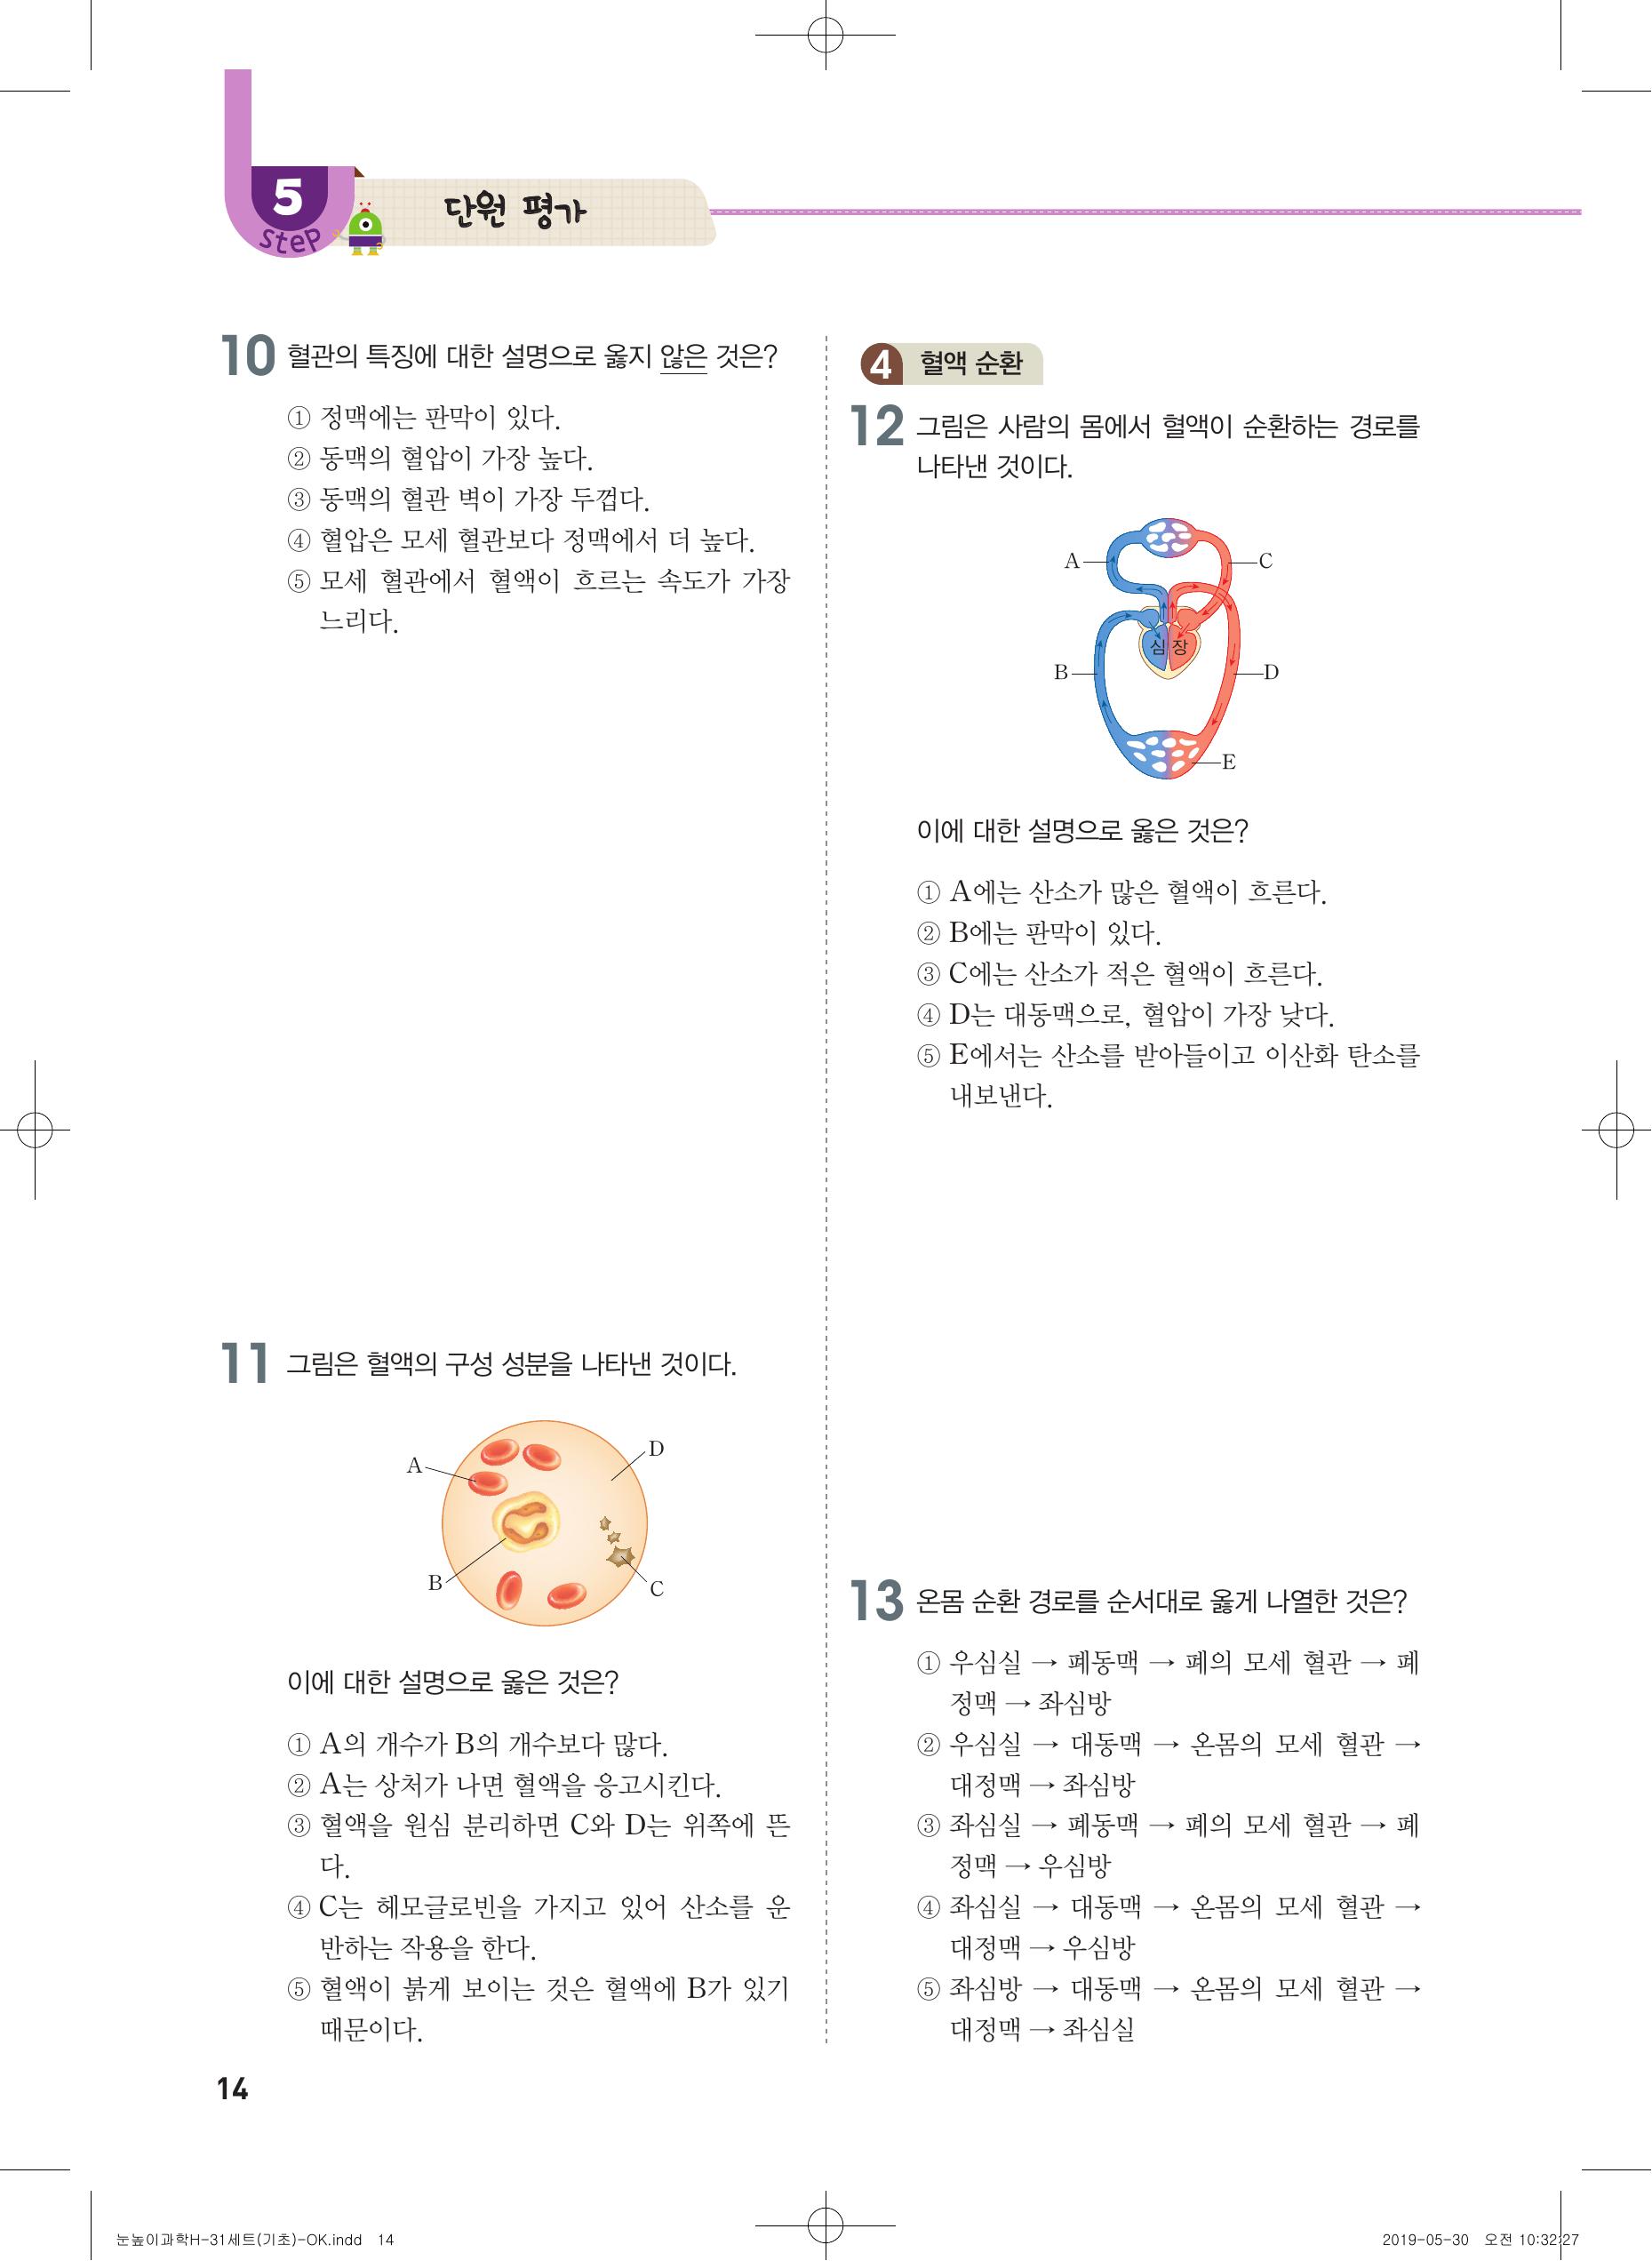 5
step
단원 평가
10 혈관의 특징에 대한 설명으로 옳지 않은 것은?
① 정맥에는 판막이 있다.
② 동맥의 혈압이 가장 높다.
③ 동맥의 혈관 벽이 가장 두껍다.
④ 혈압은 모세 혈관보다 정맥에서 더 높다.
⑤ 모세 혈관에서 혈액이 흐르는 속도가 가장
느리다.
11 그림은 혈액의 구성 성분을 나타낸 것이다.
A
D
B
C
이에 대한 설명으로 옳은 것은?
① A의 개수가 B의 개수보다 많다.
② A는 상처가 나면 혈액을 응고시킨다.
③ 혈액을 원심 분리하면 C와 D는 위쪽에 뜬
다.
④ C는 헤모글로빈을 가지고 있어 산소를 운
반하는 작용을 한다.
⑤ 혈액이 붉게 보이는 것은 혈액에 B가 있기
때문이다.
4 혈액 순환
12 그림은 사람의 몸에서 혈액이 순환하는 경로를
나타낸 것이다.
A
C
심장
B
D
E
이에 대한 설명으로 옳은 것은?
① A에는 산소가 많은 혈액이 흐른다.
② B에는 판막이 있다.
③ C에는 산소가 적은 혈액이 흐른다.
④ D는 대동맥으로, 혈압이 가장 낮다.
⑤ E에서는 산소를 받아들이고 이산화 탄소를
내보낸다.
13 온몸 순환 경로를 순서대로 옳게 나열한 것은?
① 우심실 → 폐동맥 → 폐의 모세 혈관 → 폐
정맥 → 좌심방
② 우심실 → 대동맥 → 온몸의 모세 혈관 →
대정맥 → 좌심방
③ 좌심실 → 폐동맥 → 폐의 모세 혈관 → 폐
정맥 → 우심방
④ 좌심실 → 대동맥 → 온몸의 모세 혈관 →
대정맥 → 우심방
⑤ 좌심방 → 대동맥 → 온몸의 모세 혈관 →
대정맥 → 좌심실
14
눈높이과학H-31세트(기초)-OK.indd 14
2019-05-30 오전 10:32:27